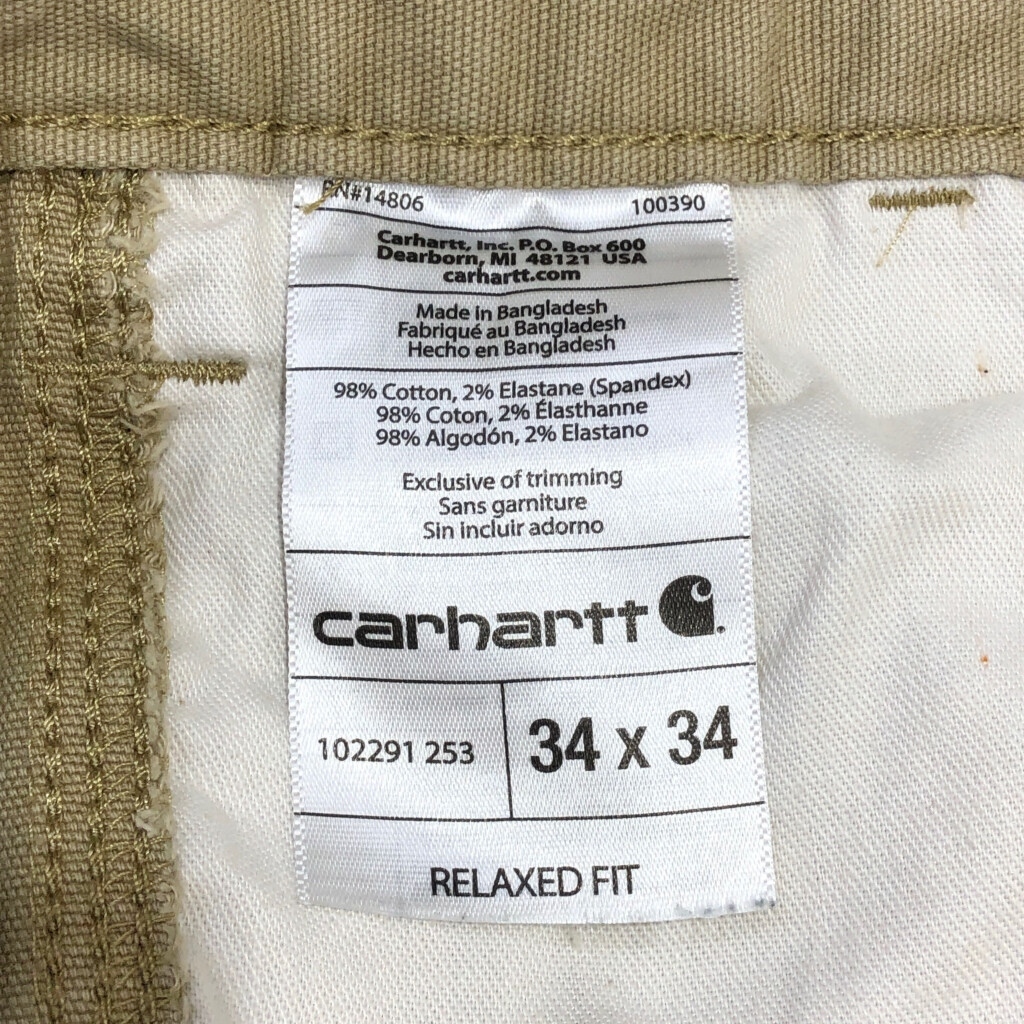 RN#14806 100390
Carhartt, Inc. P.O. Box 600
Dearborn, MI 48121 USA
carhartt.com
Made in Bangladesh
Fabriqué au Bangladesh
Hecho en Bangladesh
98% Cotton, 2% Elastane (Spandex)
98% Coton, 2% Élasthanne
98% Algodón, 2% Elastano
Exclusive of trimming
Sans garniture
Sin incluir adorno
carhartt
102291 253 34 x 34
RELAXED FIT